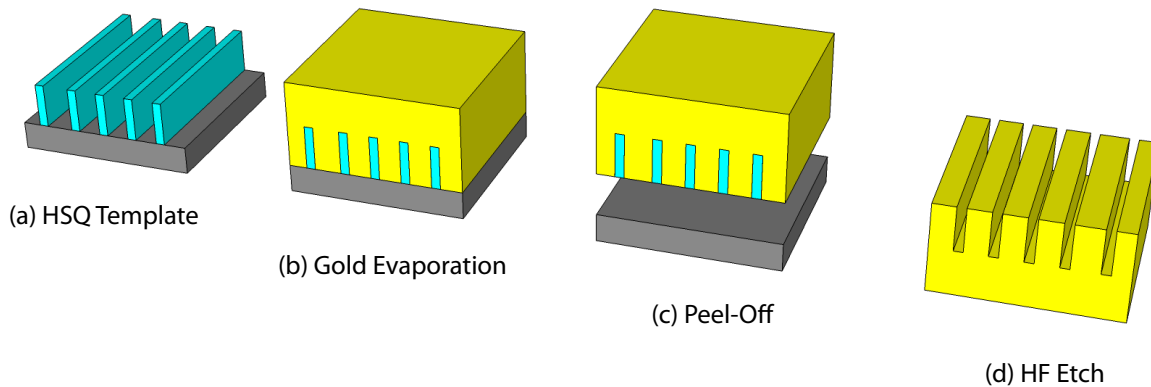 (a) HSQ Template
(b) Gold Evaporation
(c) Peel-Off
(d) HF Etch